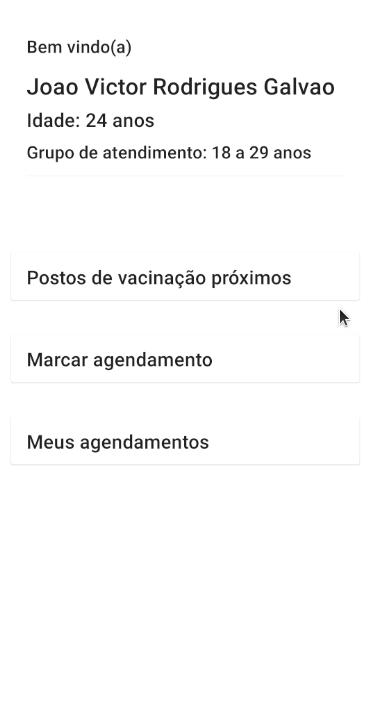 Bem vindo(a)
Joao Victor Rodrigues Galvao
Idade: 24 anos
Grupo de atendimento: 18 a 29 anos
Postos de vacinação próximos
Marcar agendamento
Meus agendamentos